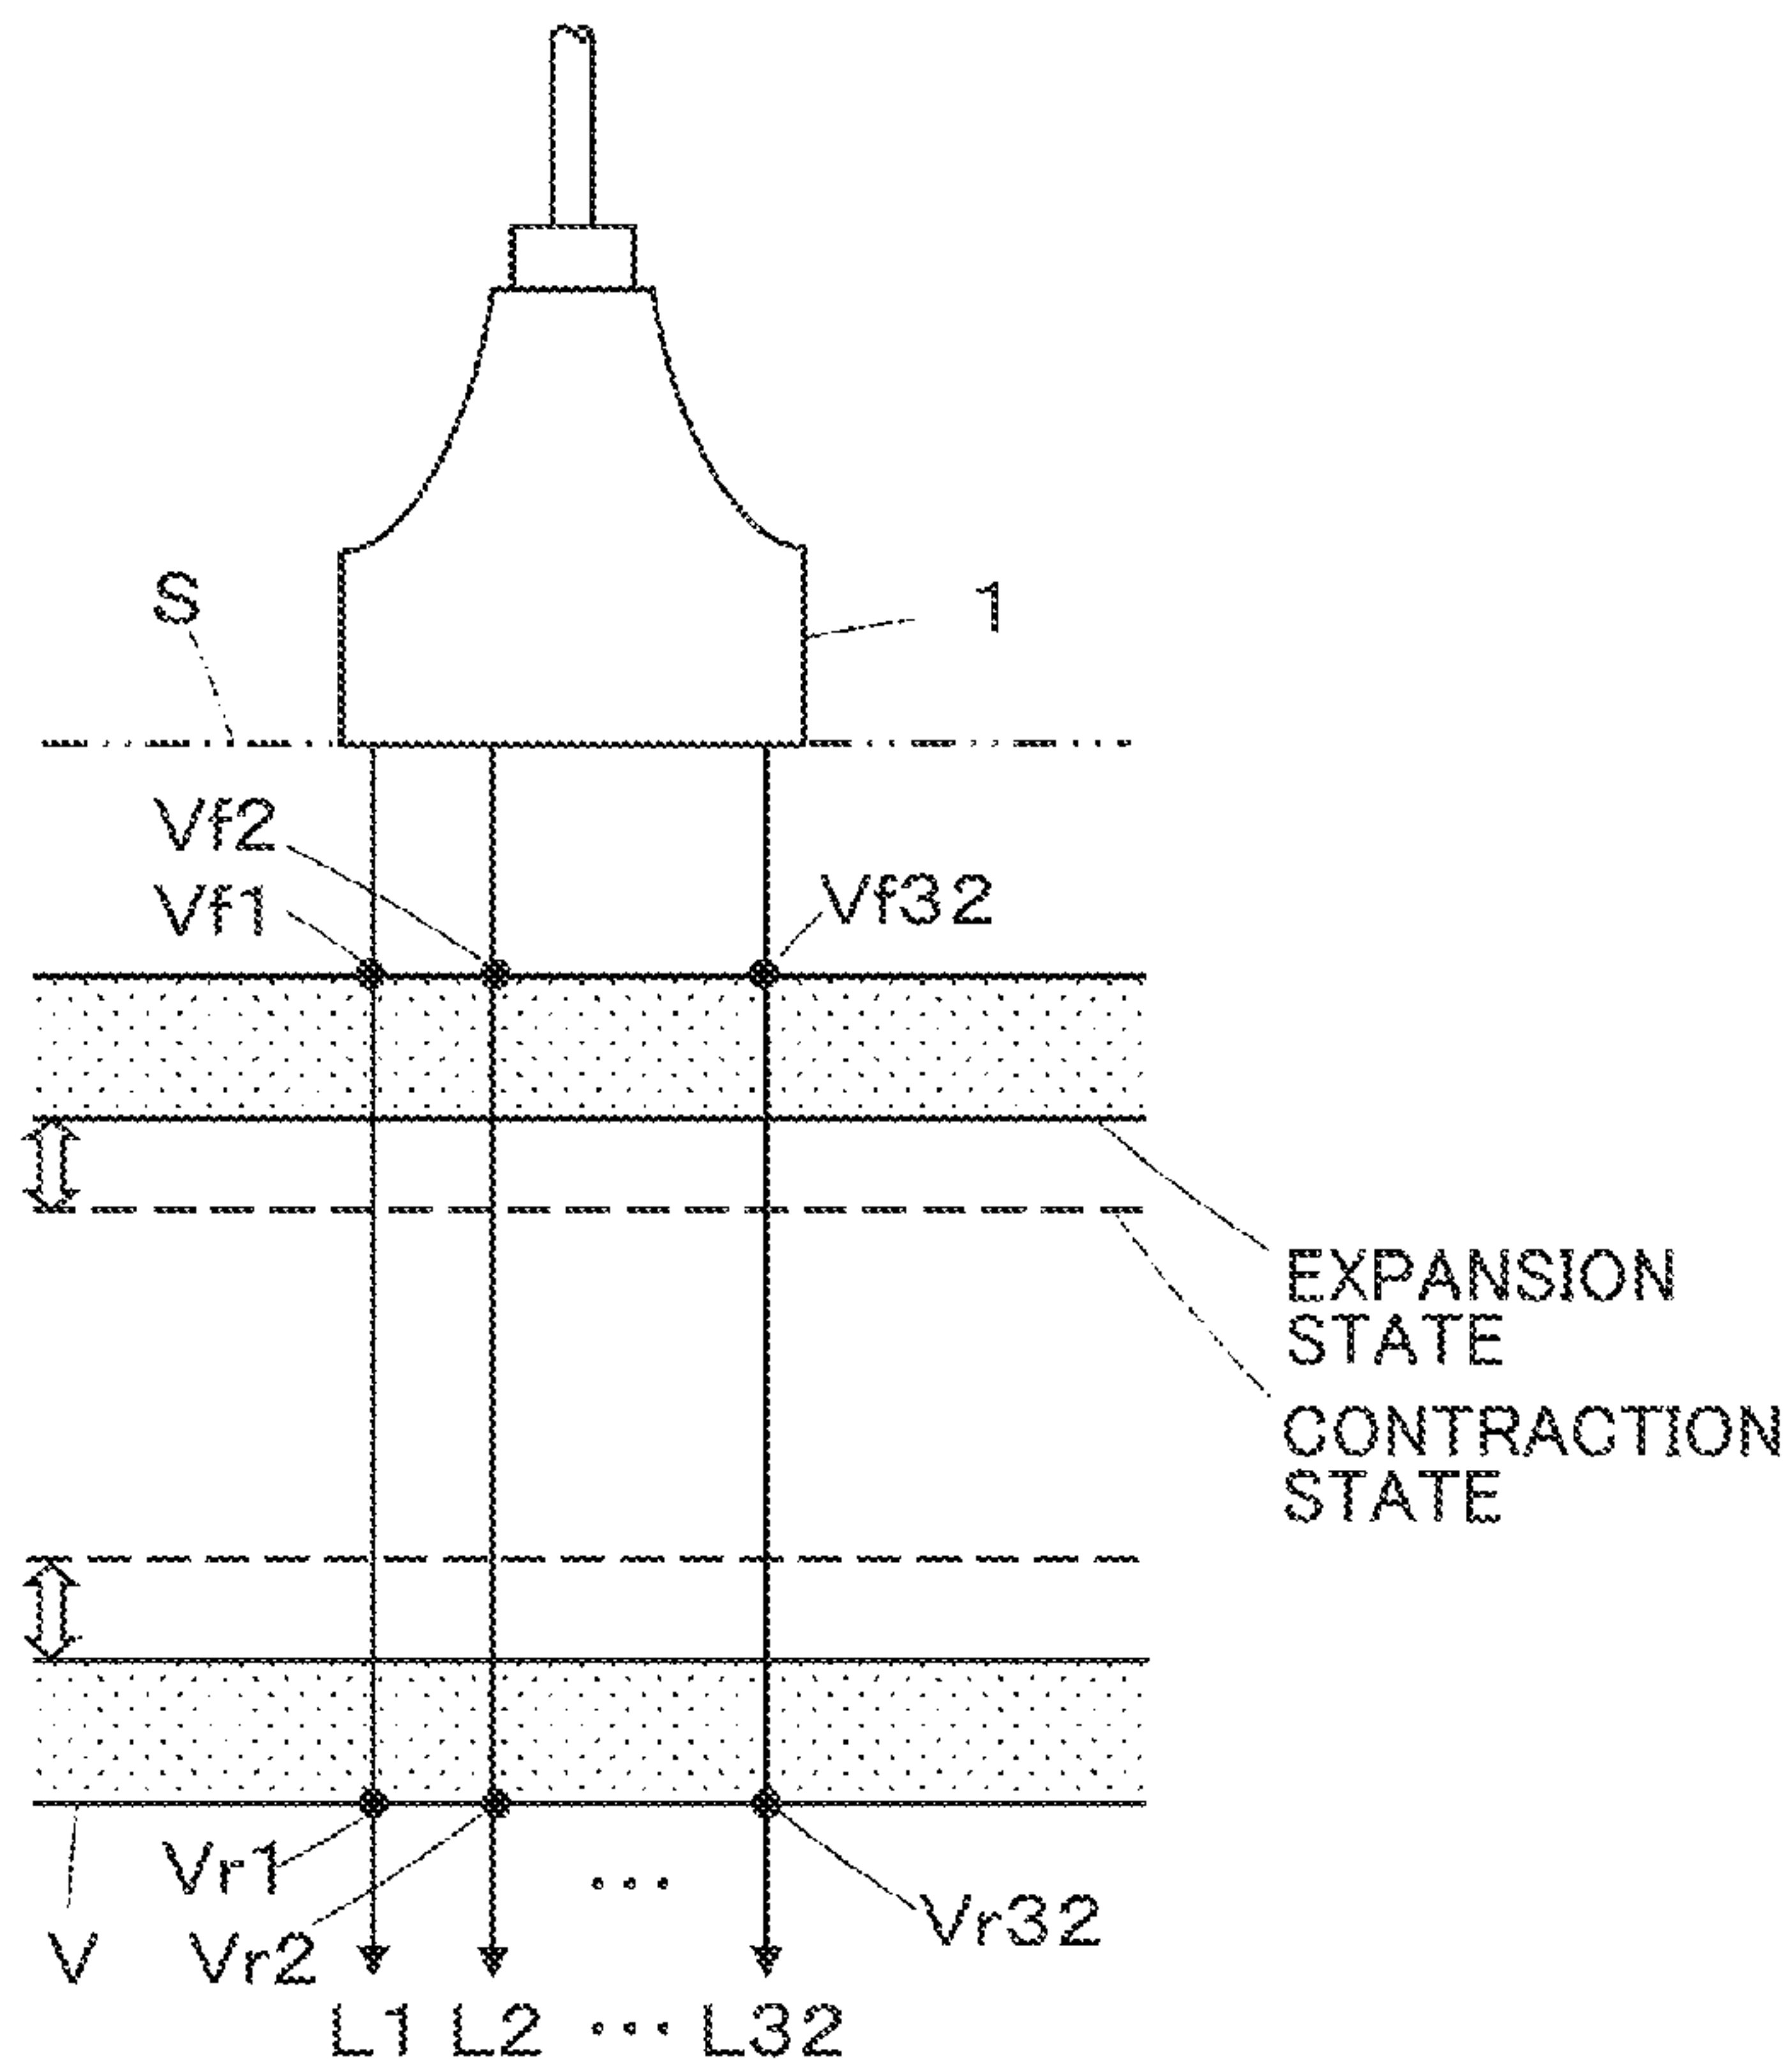 S
1
Vf2
Vf1
Vf32
EXPANSION
STATE
CONTRACTION
STATE
Vr1
...
Vr32
V
Vr2
L1 L2 ... L32